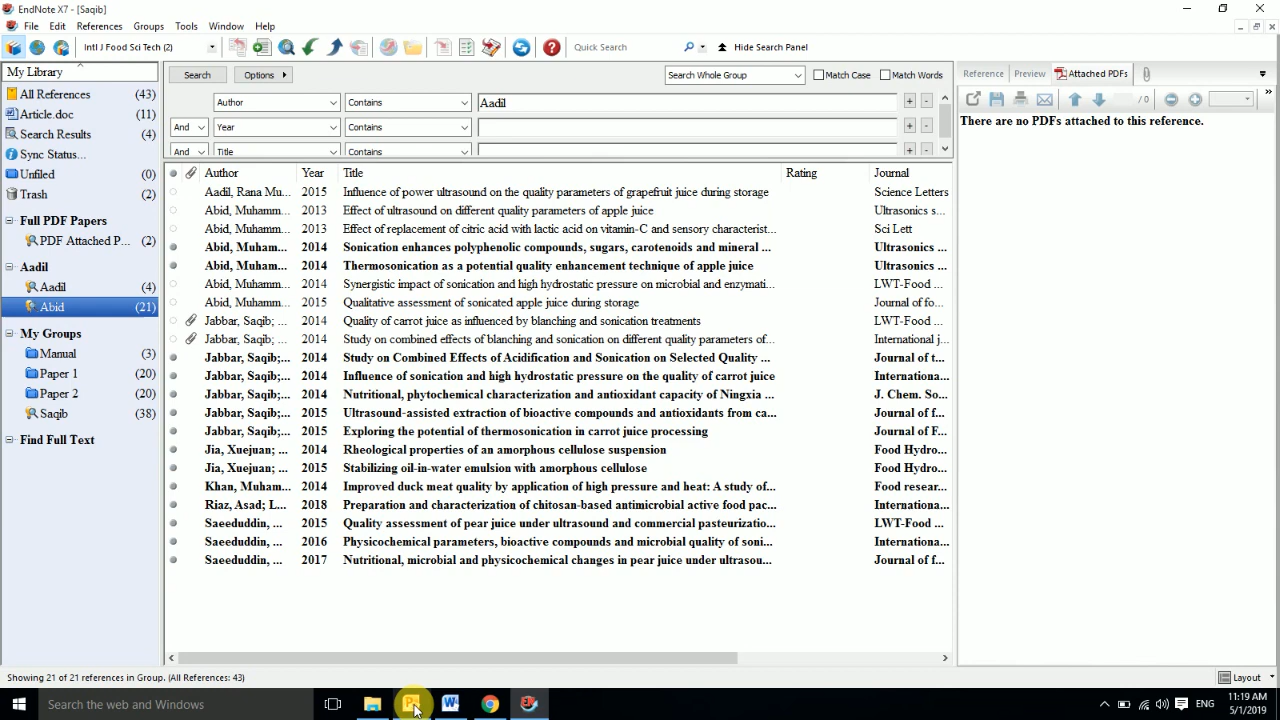 EndNote X7 - [Saqib]
File Edit References Groups Tools Window Help
Intl J Food Sci Tech (2) Quick Search Hide Search Panel
My Library
All References (43)
Article.doc (11)
Search Results (4)
Sync Status...
Unfiled (0)
Trash (2)
Full PDF Papers
PDF Attached P... (2)
Aadil
Aadil (4)
Abid (21)
My Groups
Manual (3)
Paper 1 (20)
Paper 2 (20)
Saqib (38)
Find Full Text
Search Options Search Whole Group Match Case Match Words
Author Contains Aadil + -
And Year Contains + -
And Title Contains + -
Author Year Title Rating Journal
Aadil, Rana Mu... 2015 Influence of power ultrasound on the quality parameters of grapefruit juice during storage Science Letters
Abid, Muhamm... 2013 Effect of ultrasound on different quality parameters of apple juice Ultrasonics s...
Abid, Muhamm... 2013 Effect of replacement of citric acid with lactic acid on vitamin-C and sensory characterist... Sci Lett
Abid, Muham... 2014 Sonication enhances polyphenolic compounds, sugars, carotenoids and mineral ... Ultrasonics ...
Abid, Muham... 2014 Thermosonication as a potential quality enhancement technique of apple juice Ultrasonics ...
Abid, Muhamm... 2014 Synergistic impact of sonication and high hydrostatic pressure on microbial and enzymati... LWT-Food ...
Abid, Muhamm... 2015 Qualitative assessment of sonicated apple juice during storage Journal of fo...
Jabbar, Saqib; ... 2014 Quality of carrot juice as influenced by blanching and sonication treatments LWT-Food ...
Jabbar, Saqib; ... 2014 Study on combined effects of blanching and sonication on different quality parameters of... International j...
Jabbar, Saqib;... 2014 Study on Combined Effects of Acidification and Sonication on Selected Quality ... Journal of t...
Jabbar, Saqib;... 2014 Influence of sonication and high hydrostatic pressure on the quality of carrot juice Internationa...
Jabbar, Saqib;... 2014 Nutritional, phytochemical characterization and antioxidant capacity of Ningxia ... J. Chem. So...
Jabbar, Saqib;... 2015 Ultrasound-assisted extraction of bioactive compounds and antioxidants from ca... Journal of f...
Jabbar, Saqib;... 2015 Exploring the potential of thermosonication in carrot juice processing Journal of F...
Jia, Xuejuan; ... 2014 Rheological properties of an amorphous cellulose suspension Food Hydro...
Jia, Xuejuan; ... 2015 Stabilizing oil-in-water emulsion with amorphous cellulose Food Hydro...
Khan, Muham... 2014 Improved duck meat quality by application of high pressure and heat: A study of... Food resear...
Riaz, Asad; L... 2018 Preparation and characterization of chitosan-based antimicrobial active food pac... Internationa...
Saeeduddin, ... 2015 Quality assessment of pear juice under ultrasound and commercial pasteurizatio... LWT-Food ...
Saeeduddin, ... 2016 Physicochemical parameters, bioactive compounds and microbial quality of soni... Internationa...
Saeeduddin, ... 2017 Nutritional, microbial and physicochemical changes in pear juice under ultrasou... Journal of f...
Reference Preview Attached PDFs
/ 0
There are no PDFs attached to this reference.
Showing 21 of 21 references in Group. (All References: 43) Layout
Search the web and Windows
ENG
11:19 AM
5/1/2019